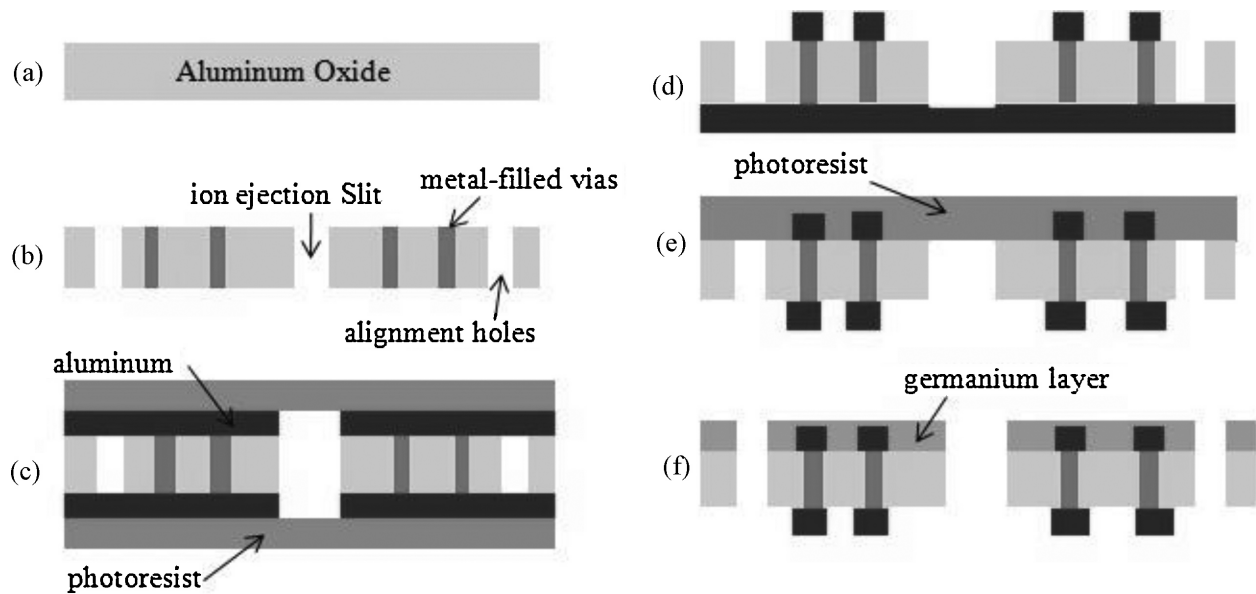 (a)
Aluminum Oxide
ion ejection Slit
metal-filled vias
(b)
alignment holes
aluminum
(c)
photoresist
(d)
photoresist
(e)
germanium layer
(f)